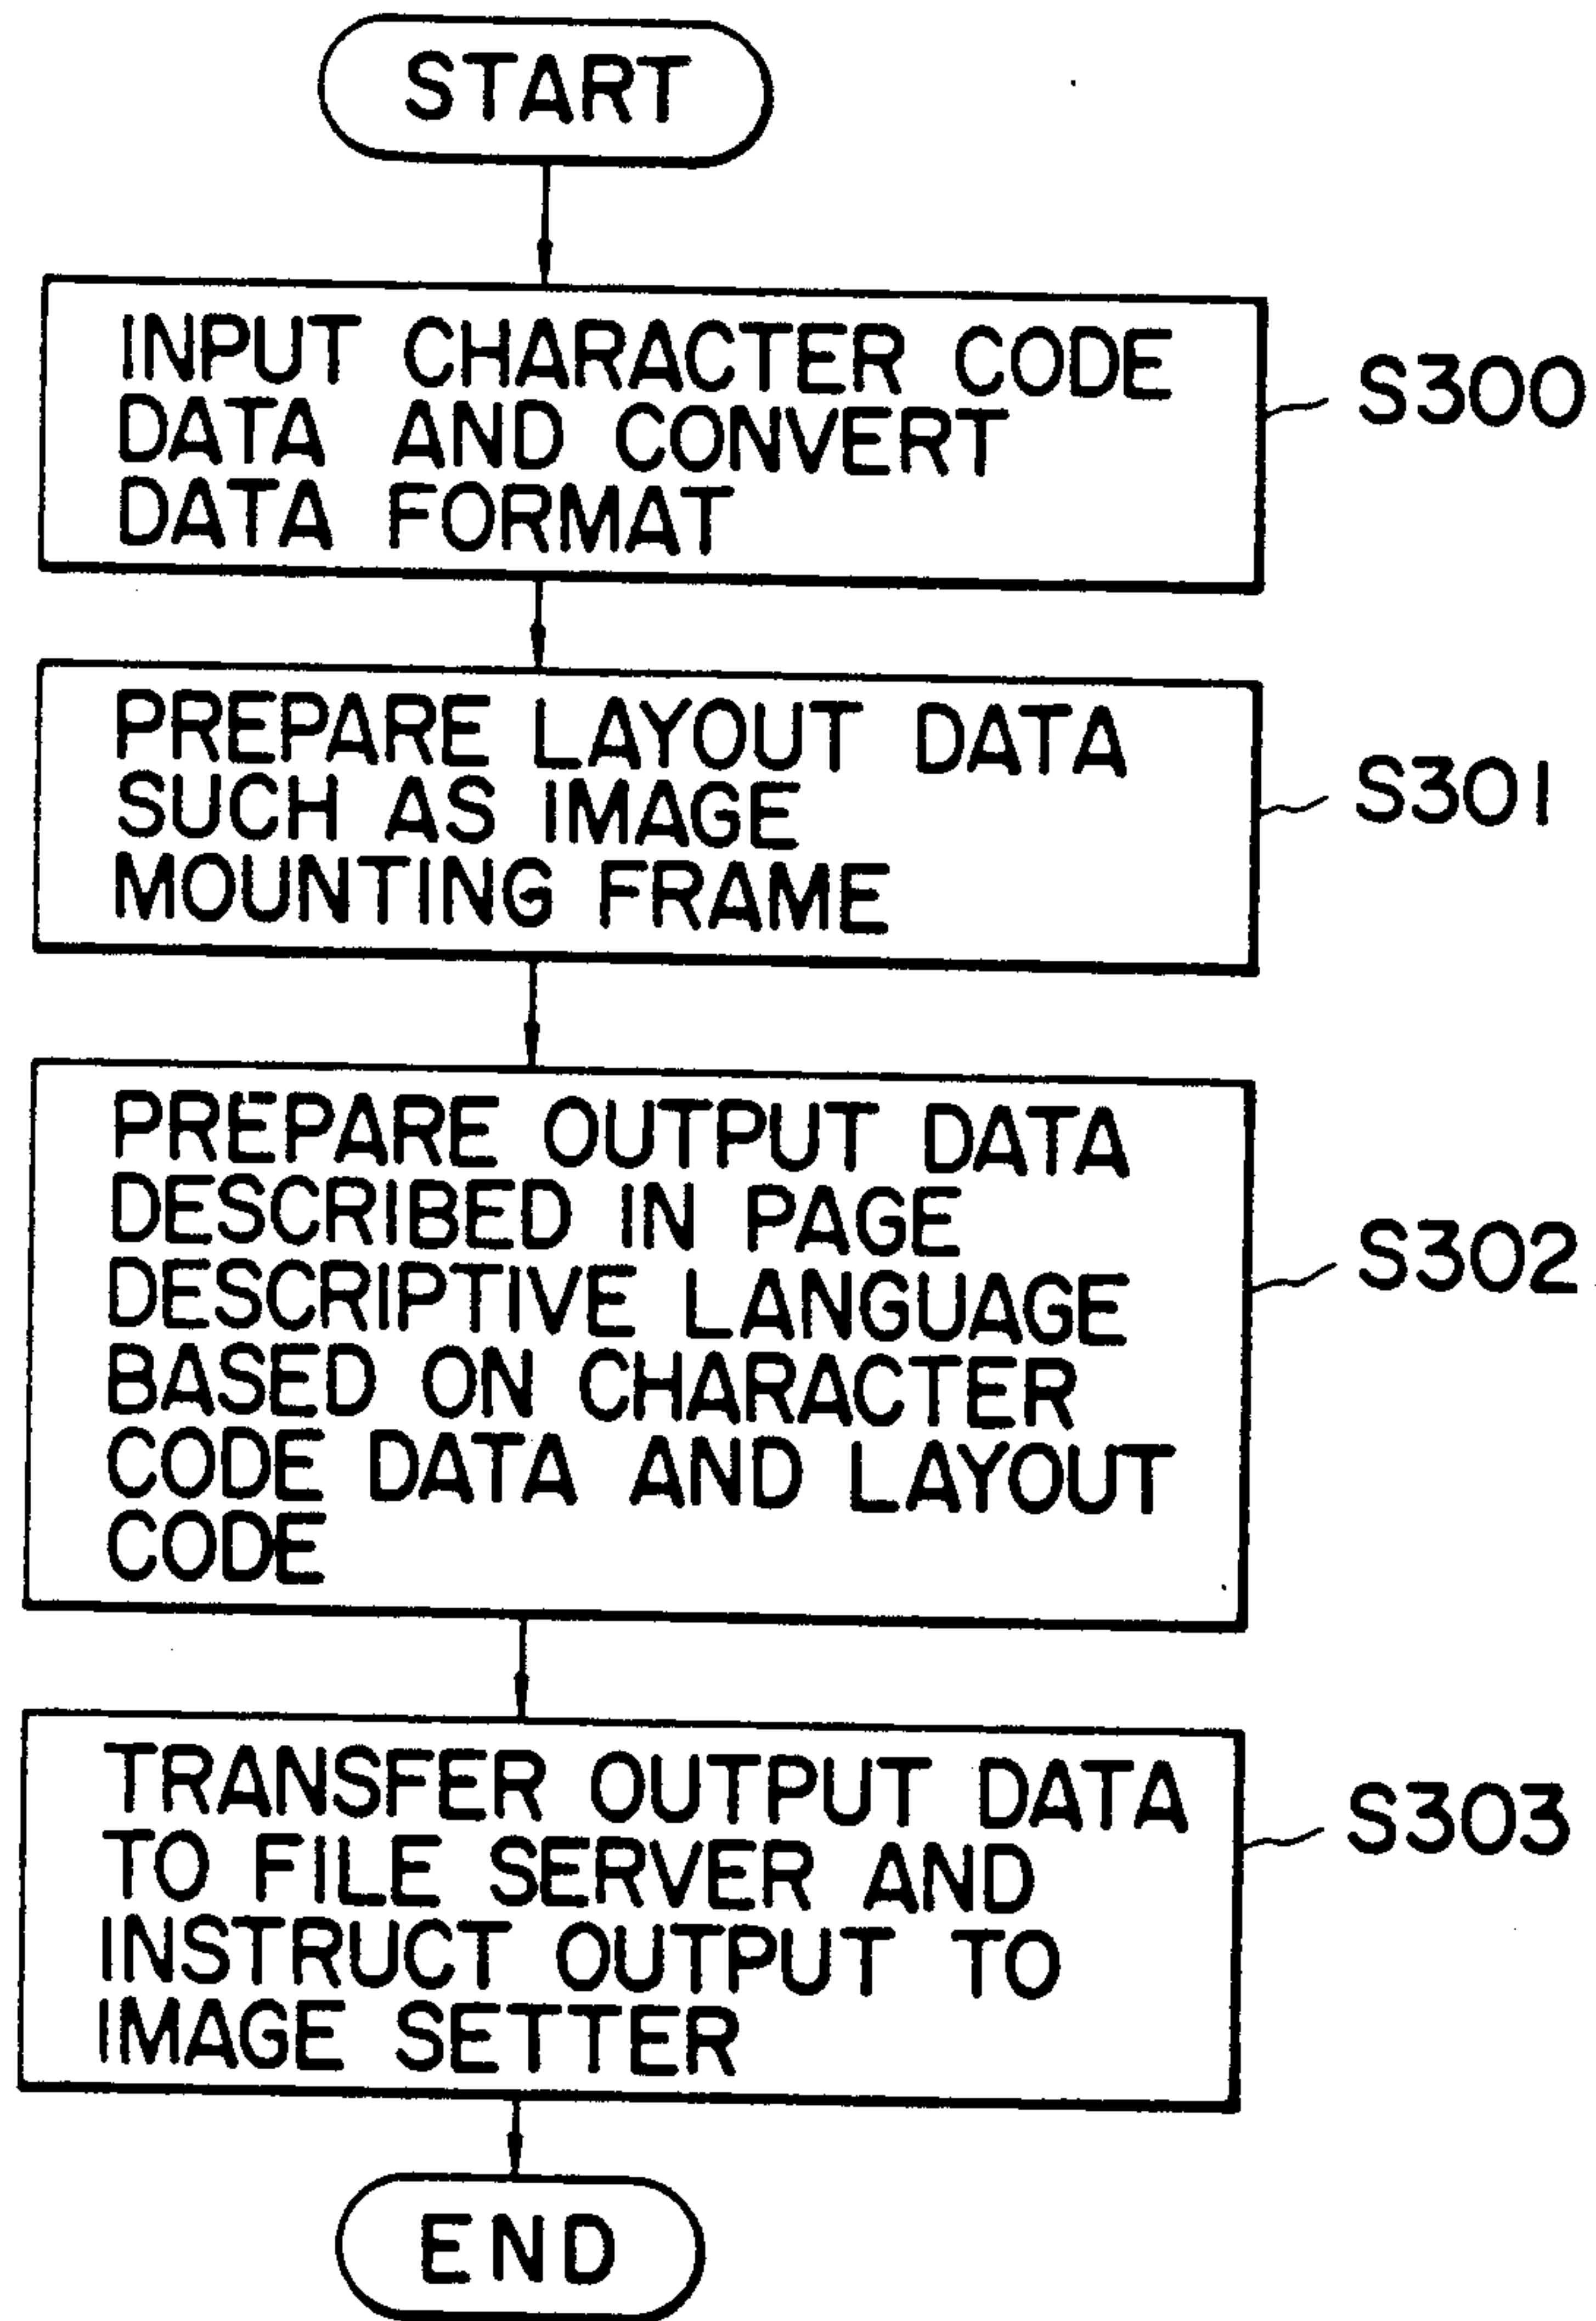 START
INPUT CHARACTER CODE
DATA AND CONVERT
DATA FORMAT
S300
PREPARE LAYOUT DATA
SUCH AS IMAGE
MOUNTING FRAME
S301
PREPARE OUTPUT DATA
DESCRIBED IN PAGE
DESCRIPTIVE LANGUAGE
BASED ON CHARACTER
CODE DATA AND LAYOUT
CODE
S302
TRANSFER OUTPUT DATA
TO FILE SERVER AND
INSTRUCT OUTPUT TO
IMAGE SETTER
S303
END